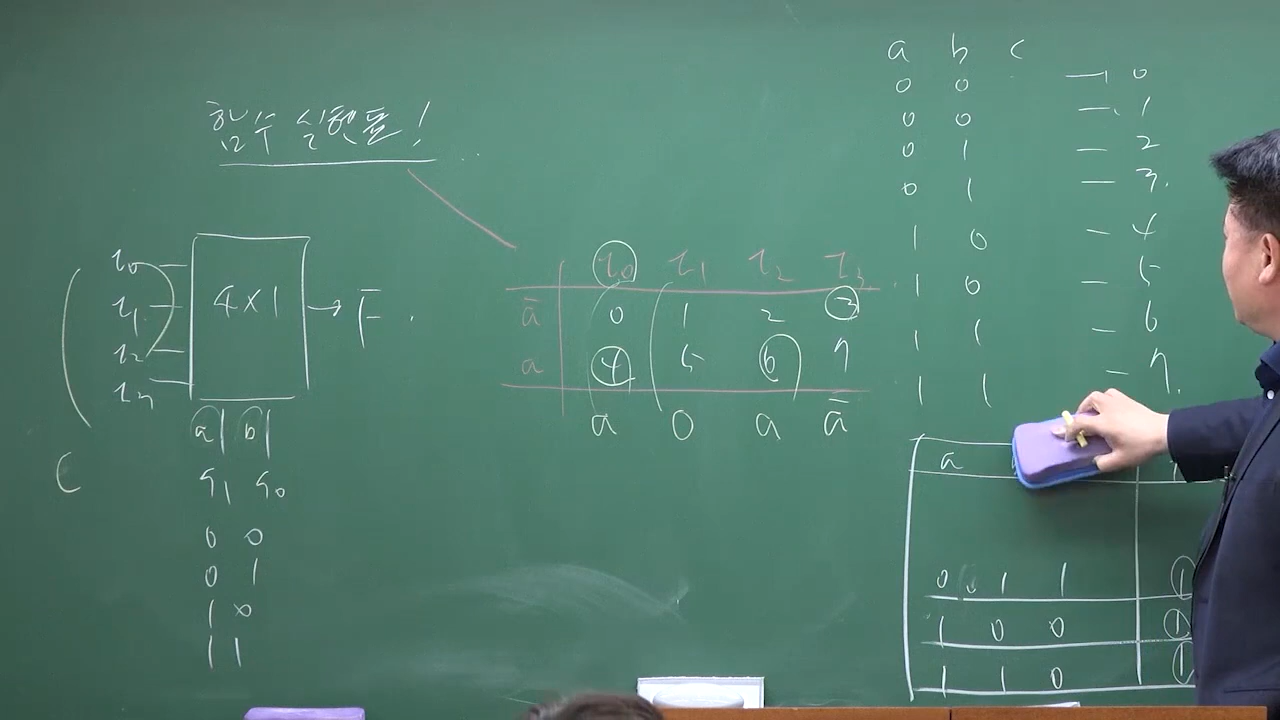 함수 실현표!
I₀
I₁
I₂
I₃
4×1
F
a b
S₁ S₀
0 0
0 1
1 0
1 1
I₀ I₁ I₂ I₃
ā 0 1 2 3
a 4 5 6 7
a 0 a ā
a b c
0 0 — 0
0 0 — 1
0 1 — 2
0 1 — 3
1 0 — 4
1 0 — 5
1 1 — 6
1 1 — 7
a
0 1 1 1
1 0 0 1
1 1 0 1